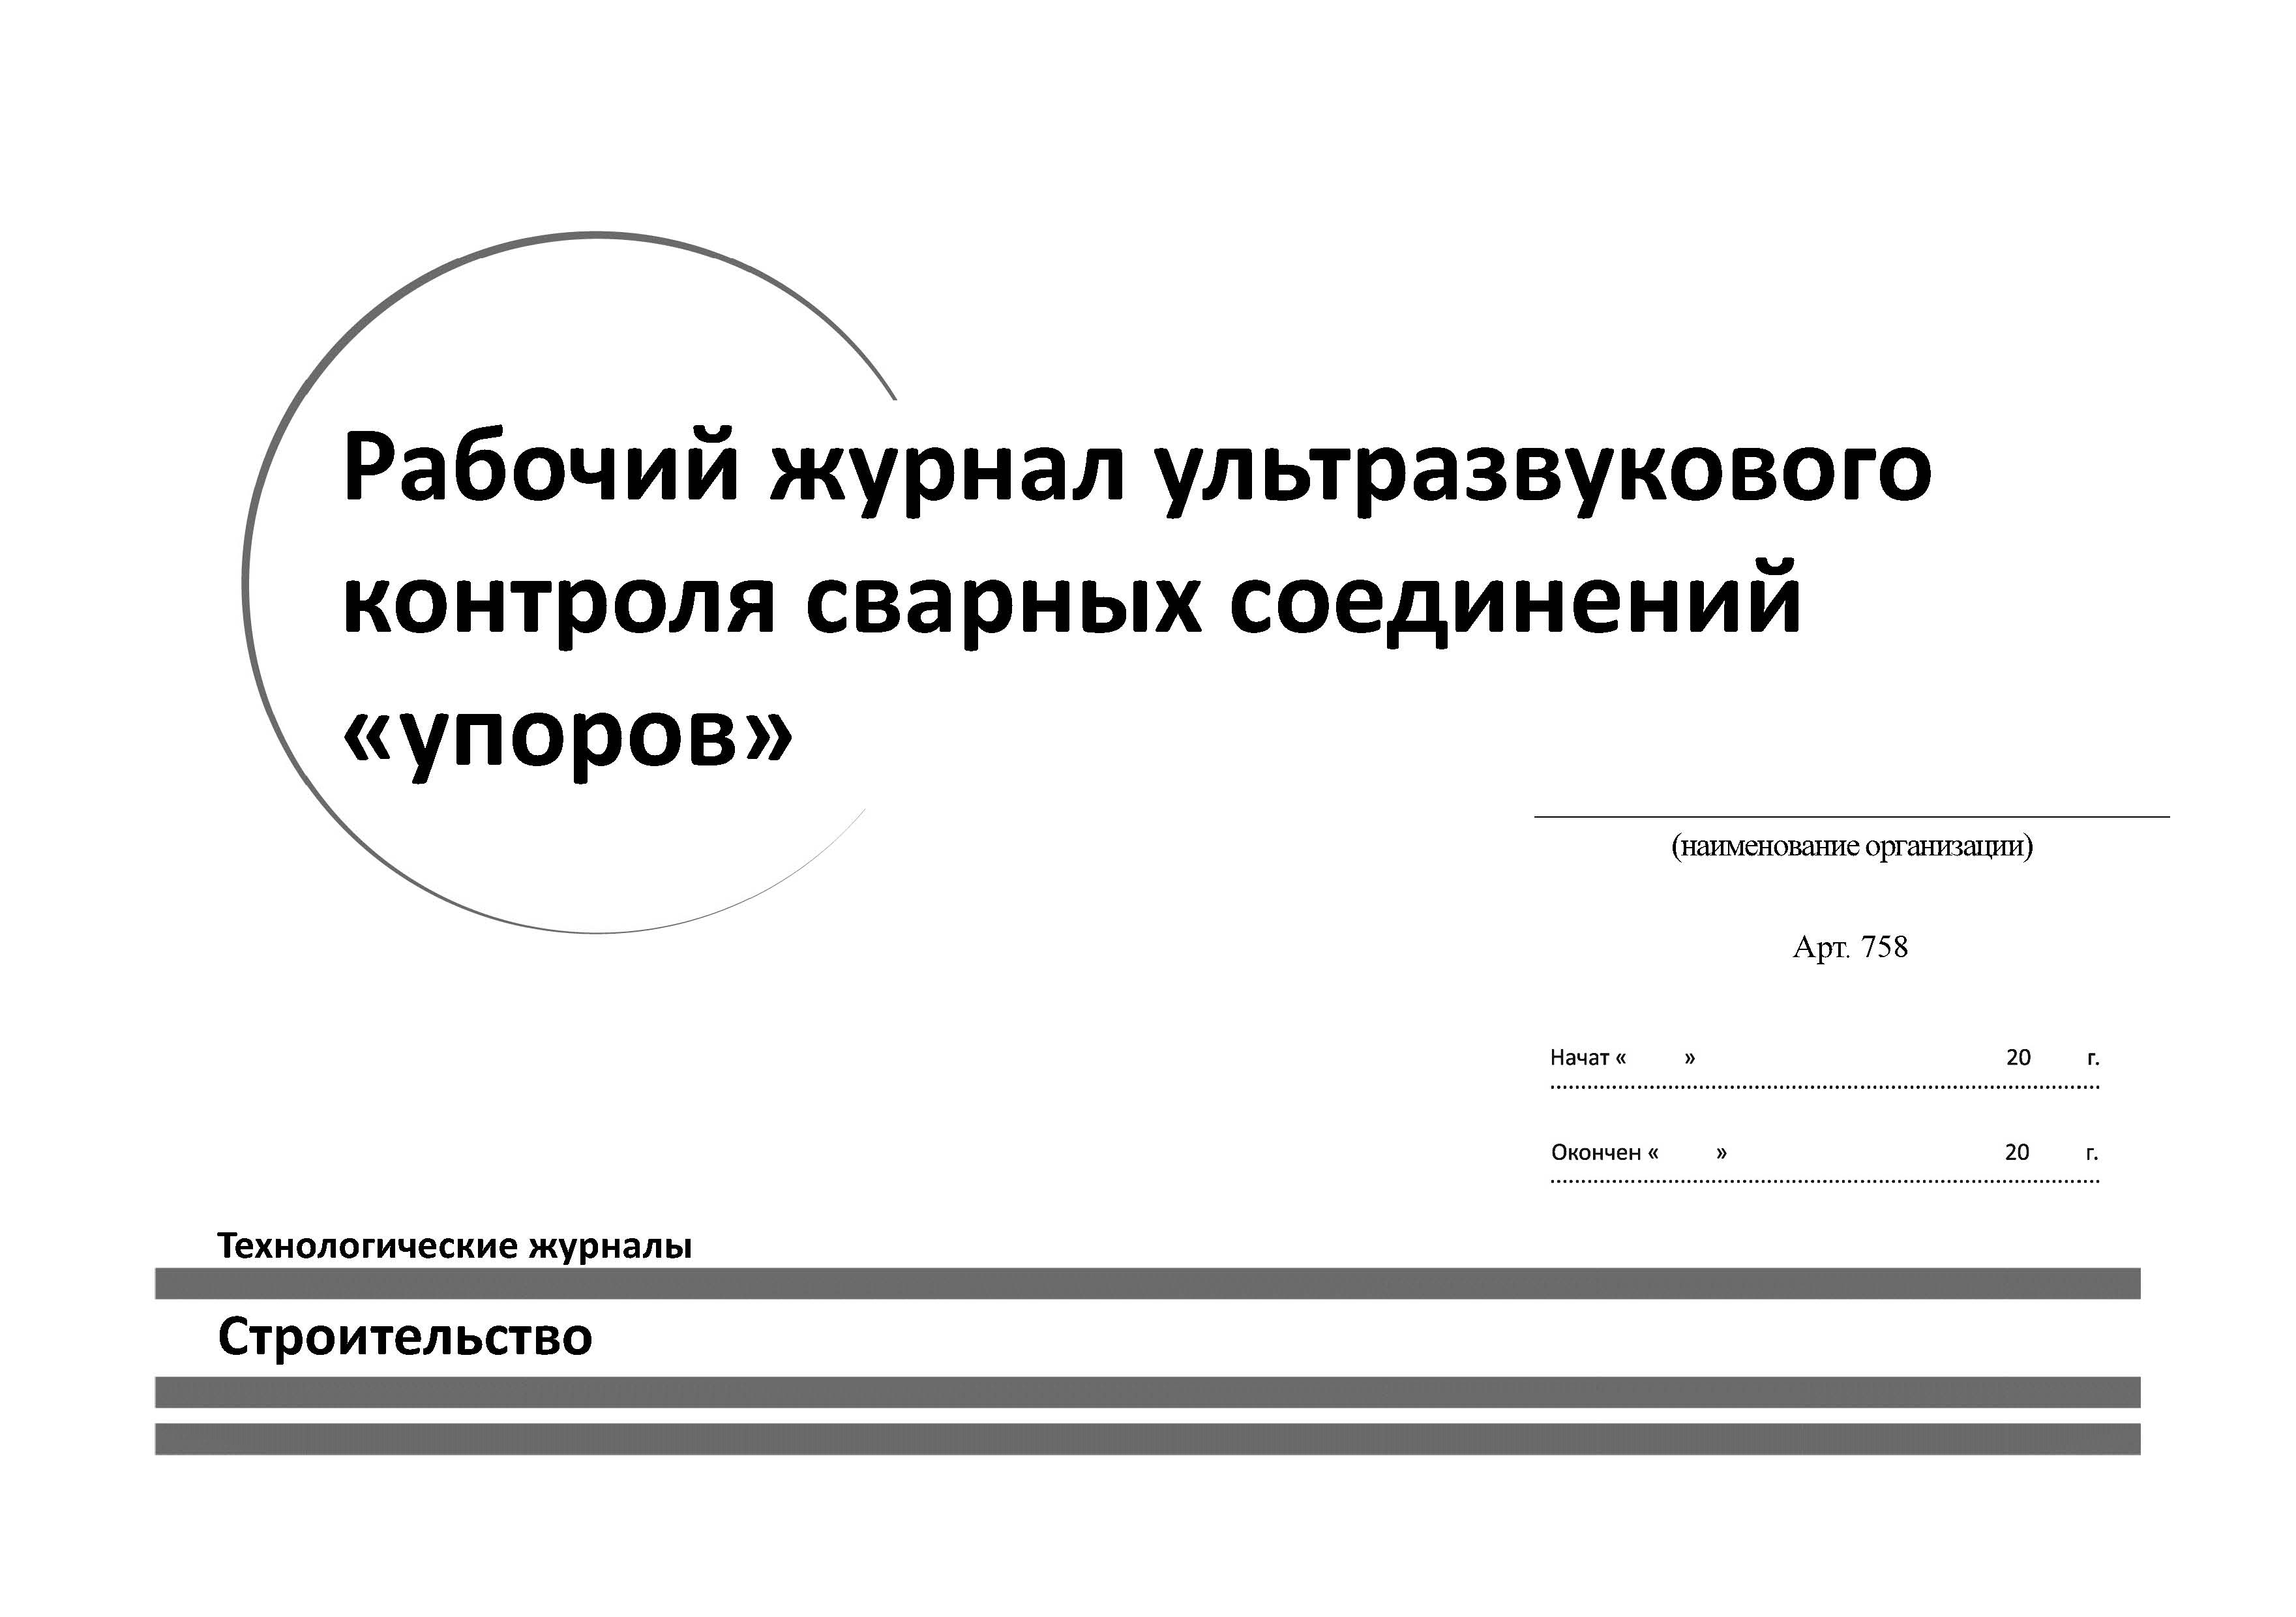 Рабочий журнал ультразвукового
контроля сварных соединений
«упоров»
(наименование организации)
Арт. 758
Начат « » 20 г.
Окончен « » 20 г.
Технологические журналы
Строительство